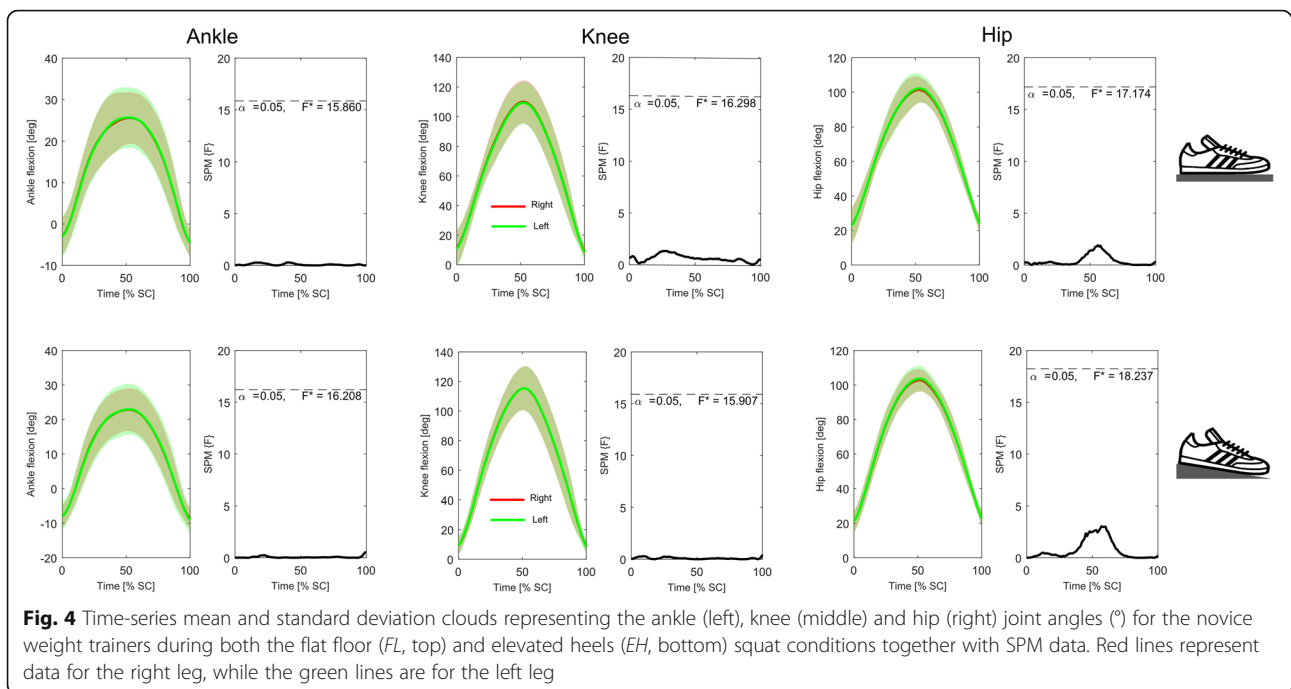 Ankle
Knee
Hip
40
30
20
10
0
-10
Ankle flexion [deg]
0 50 100
Time [% SC]
20
15
10
5
0
SPM {F}
α =0.05, F* = 15.860
0 50 100
Time [% SC]
140
120
100
80
60
40
20
0
Knee flexion [deg]
Right
Left
0 50 100
Time [% SC]
20
15
10
5
0
SPM {F}
α =0.05, F* = 16.298
0 50 100
Time [% SC]
120
100
80
60
40
20
0
Hip flexion [deg]
0 50 100
Time [% SC]
20
15
10
5
0
SPM {F}
α =0.05, F* = 17.174
0 50 100
Time [% SC]
40
30
20
10
0
-10
-20
Ankle flexion [deg]
0 50 100
Time [% SC]
20
15
10
5
0
SPM {F}
α =0.05, F* = 16.208
0 50 100
Time [% SC]
140
120
100
80
60
40
20
0
Knee flexion [deg]
Right
Left
0 50 100
Time [% SC]
20
15
10
5
0
SPM {F}
α =0.05, F* = 15.907
0 50 100
Time [% SC]
120
100
80
60
40
20
0
Hip flexion [deg]
0 50 100
Time [% SC]
20
15
10
5
0
SPM {F}
α =0.05, F* = 18.237
0 50 100
Time [% SC]
Fig. 4 Time-series mean and standard deviation clouds representing the ankle (left), knee (middle) and hip (right) joint angles (°) for the novice
weight trainers during both the flat floor (FL, top) and elevated heels (EH, bottom) squat conditions together with SPM data. Red lines represent
data for the right leg, while the green lines are for the left leg